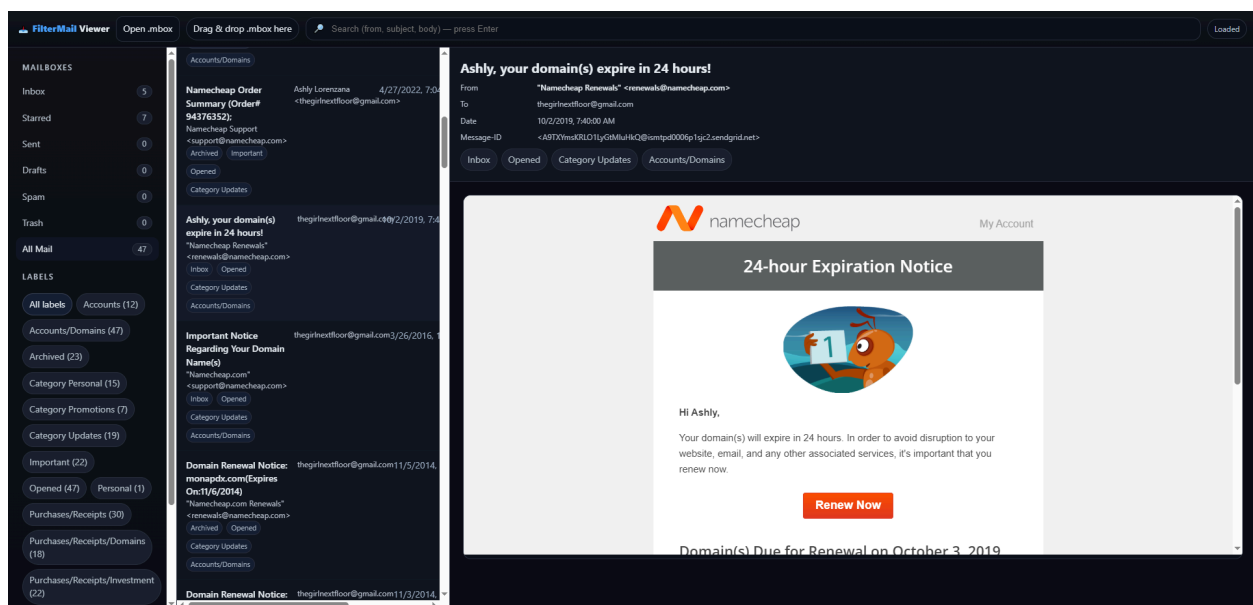 FilterMail Viewer
Open .mbox
Drag & drop .mbox here
Search (from, subject, body) — press Enter
Loaded
MAILBOXES
Inbox 5
Starred 7
Sent 0
Drafts 0
Spam 0
Trash 0
All Mail 47
LABELS
All labels Accounts (12)
Accounts/Domains (47)
Archived (23)
Category Personal (15)
Category Promotions (7)
Category Updates (19)
Important (22)
Opened (47) Personal (1)
Purchases/Receipts (30)
Purchases/Receipts/Domains
(18)
Purchases/Receipts/Investment
(22)
Accounts/Domains
Namecheap Order
Summary (Order#
94376352);
Namecheap Support
<support@namecheap.com>
Archived Important
Opened
Category Updates
Ashly Lorenzana
<thegirlnextfloor@gmail.com>
4/27/2022, 7:04
Ashly, your domain(s)
expire in 24 hours!
"Namecheap Renewals"
<renewals@namecheap.com>
Inbox Opened
Category Updates
Accounts/Domains
thegirlnextfloor@gmail.com
10/2/2019, 7:4
Important Notice
Regarding Your Domain
Name(s)
"Namecheap.com"
<support@namecheap.com>
Inbox Opened
Category Updates
Accounts/Domains
thegirlnextfloor@gmail.com
3/26/2016, 1
Domain Renewal Notice:
monapdx.com(Expires
On:11/6/2014)
"Namecheap.com Renewals"
<renewals@namecheap.com>
Archived Opened
Category Updates
Accounts/Domains
thegirlnextfloor@gmail.com
11/5/2014,
Domain Renewal Notice:
thegirlnextfloor@gmail.com
11/3/2014,
Ashly, your domain(s) expire in 24 hours!
From "Namecheap Renewals" <renewals@namecheap.com>
To thegirlnextfloor@gmail.com
Date 10/2/2019, 7:40:00 AM
Message-ID <A9TXYmsKRLO1LyGtMluHkQ@ismtpd0006p1sjc2.sendgrid.net>
Inbox Opened Category Updates Accounts/Domains
namecheap
My Account
24-hour Expiration Notice
1
Hi Ashly,
Your domain(s) will expire in 24 hours. In order to avoid disruption to your
website, email, and any other associated services, it's important that you
renew now.
Renew Now
Domain(s) Due for Renewal on October 3, 2019